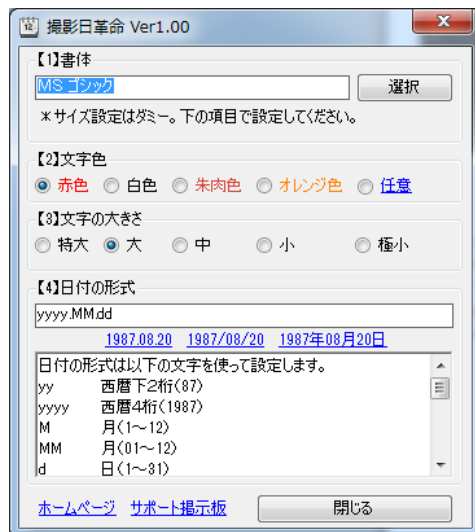 12 撮影日革命 Ver1.00
【1】書体
MS ゴシック 選択
*サイズ設定はダミー。下の項目で設定してください。
【2】文字色
赤色 白色 朱肉色 オレンジ色 任意
【3】文字の大きさ
特大 大 中 小 極小
【4】日付の形式
yyyy.MM.dd
1987.08.20 1987/08/20 1987年08月20日
日付の形式は以下の文字を使って設定します。
yy 西暦下2桁(87)
yyyy 西暦4桁(1987)
M 月(1～12)
MM 月(01～12)
d 日(1～31)
ホームページ サポート掲示板 閉じる